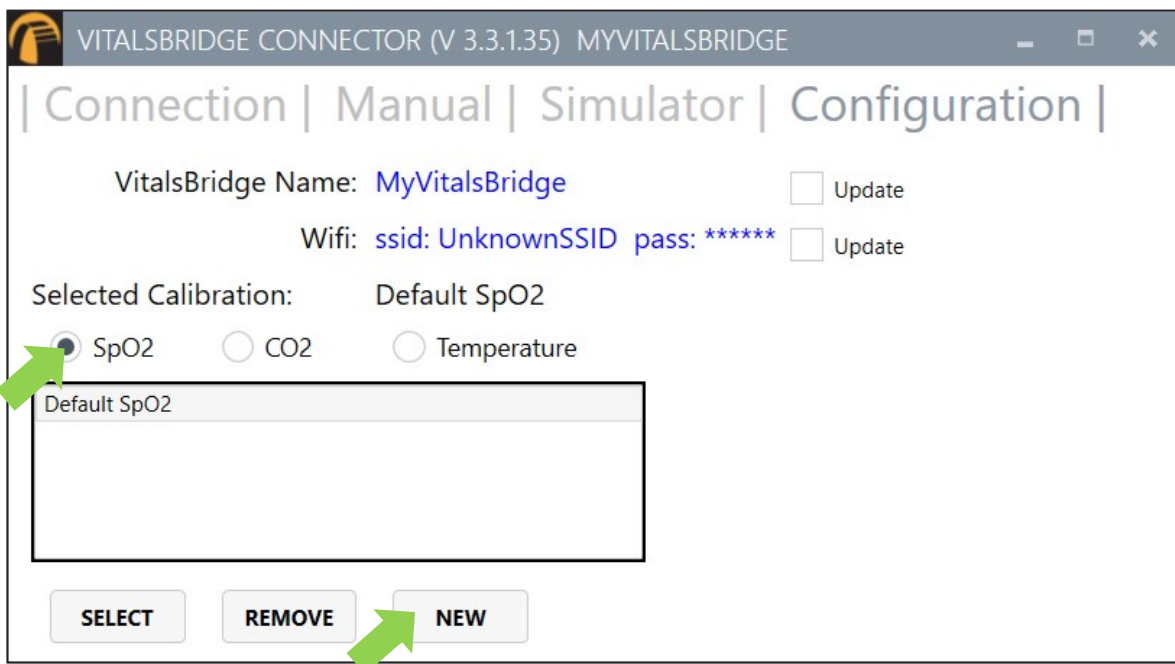 VITALSBRIDGE CONNECTOR (V 3.3.1.35) MYVITALSBRIDGE
| Connection | Manual | Simulator | Configuration |
VitalsBridge Name: MyVitalsBridge Update
Wifi: ssid: UnknownSSID pass: ****** Update
Selected Calibration: Default SpO2
SpO2 CO2 Temperature
Default SpO2
SELECT REMOVE NEW